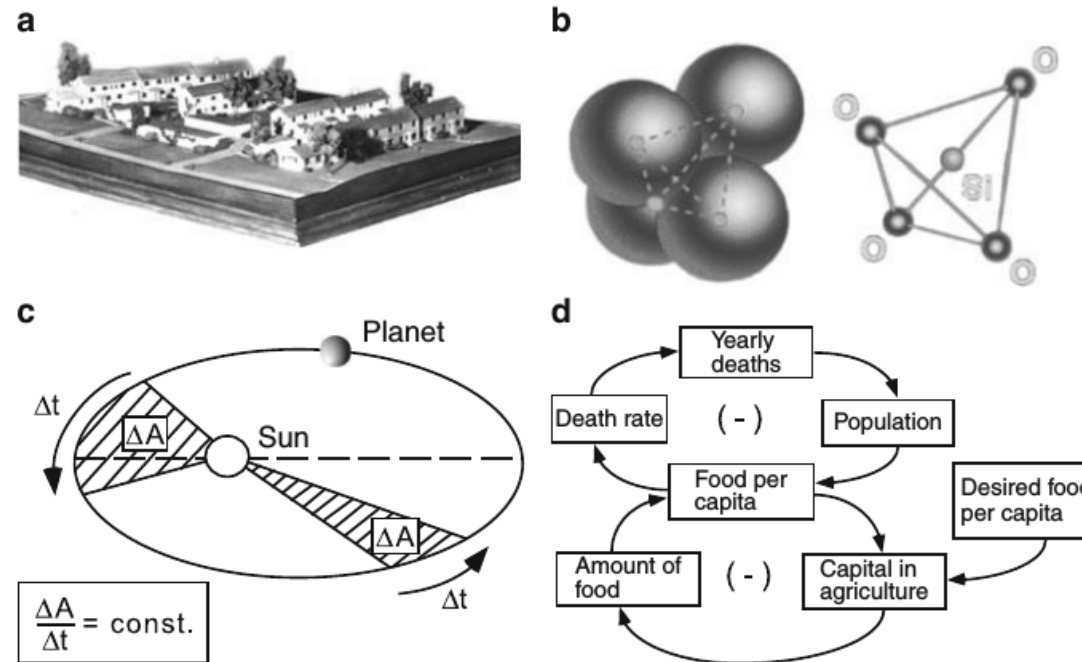 a
b
O
O
Si
O
O
c
Planet
Δt
ΔA
Sun
ΔA
Δt
ΔA
Δt
= const.
d
Yearly
deaths
Death rate
(-)
Population
Food per
capita
Desired food
per capita
Amount of
food
(-)
Capital in
agriculture